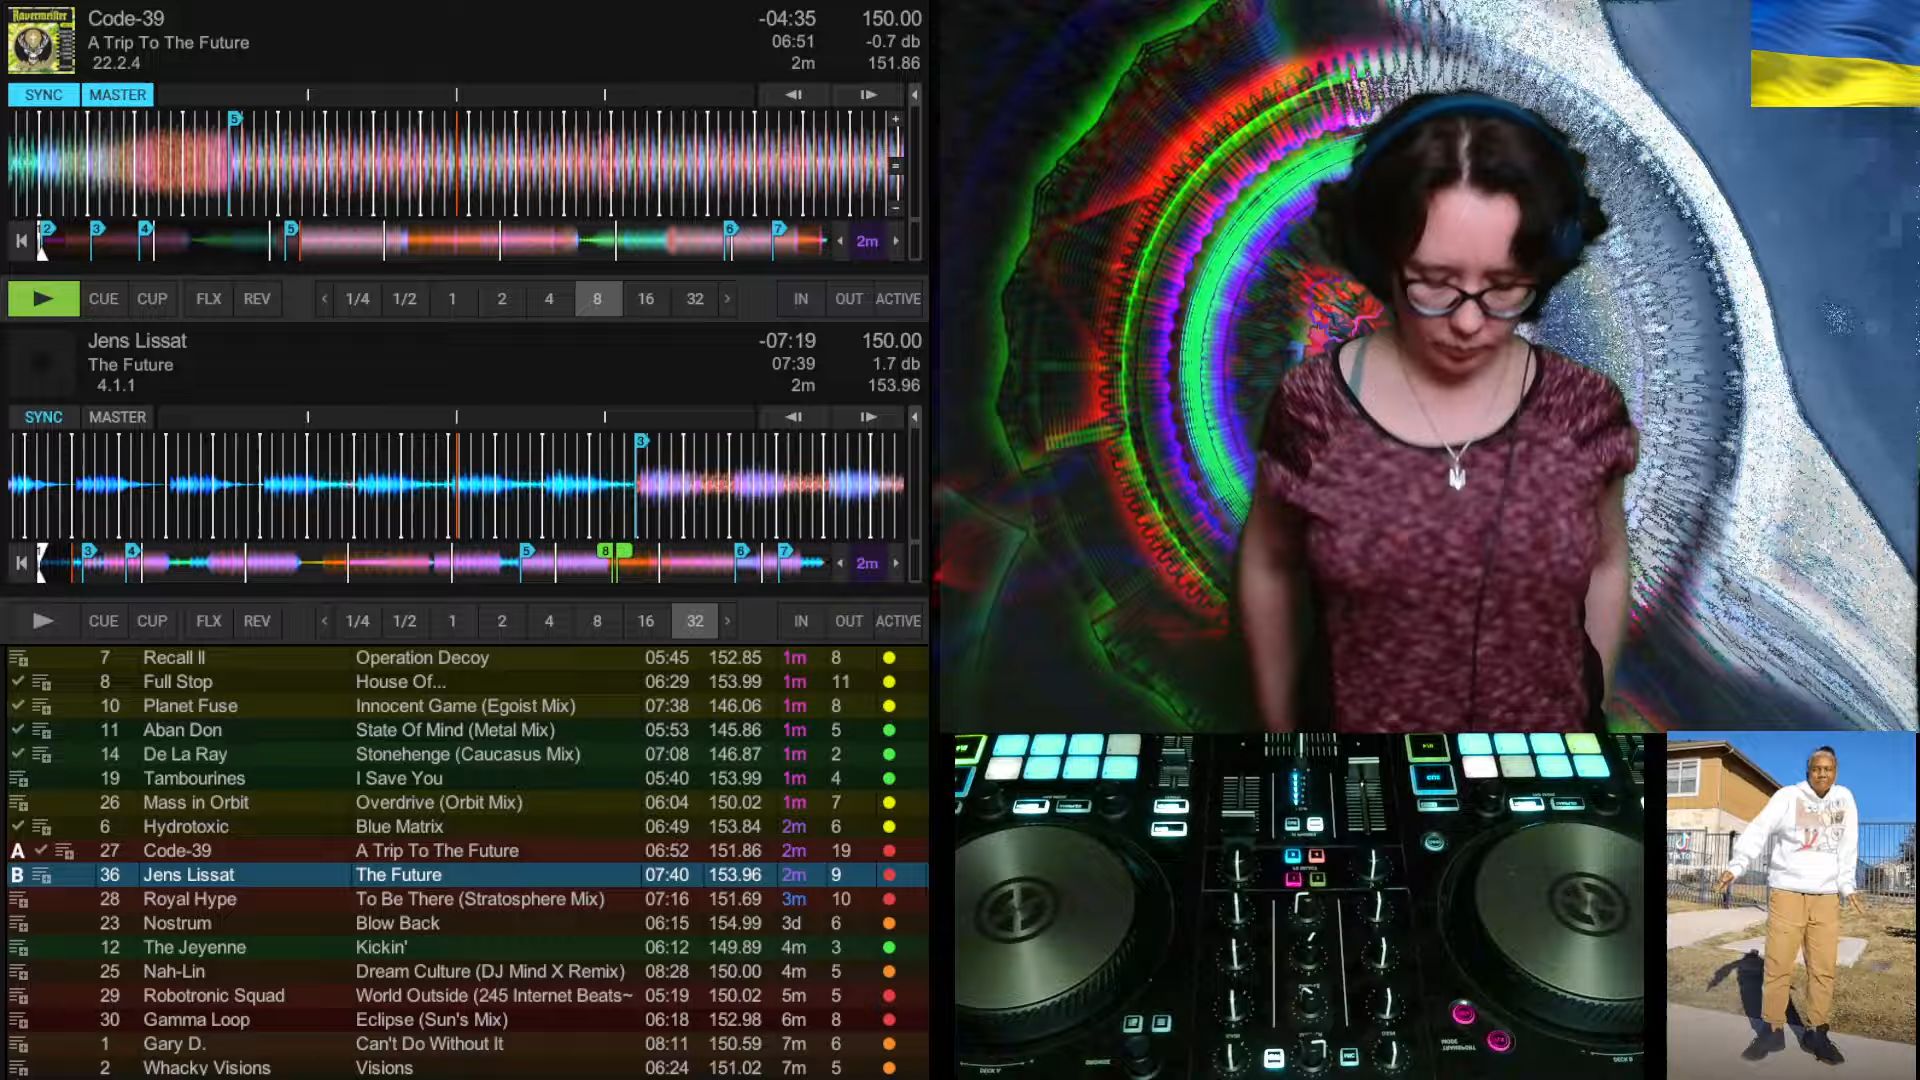 Code-39 -04:35 150.00
A Trip To The Future 06:51 -0.7 db
22.2.4 2m 151.86
SYNC MASTER
5
2 3 4 5 6 7 2m
CUE CUP FLX REV 1/4 1/2 1 2 4 8 16 32 IN OUT ACTIVE
Jens Lissat -07:19 150.00
The Future 07:39 1.7 db
4.1.1 2m 153.96
SYNC MASTER
3
1 3 4 5 8 6 7 2m
CUE CUP FLX REV 1/4 1/2 1 2 4 8 16 32 IN OUT ACTIVE
7 Recall II Operation Decoy 05:45 152.85 1m 8
8 Full Stop House Of... 06:29 153.99 1m 11
10 Planet Fuse Innocent Game (Egoist Mix) 07:38 146.06 1m 8
11 Aban Don State Of Mind (Metal Mix) 05:53 145.86 1m 5
14 De La Ray Stonehenge (Caucasus Mix) 07:08 146.87 1m 2
19 Tambourines I Save You 05:40 153.99 1m 4
26 Mass in Orbit Overdrive (Orbit Mix) 06:04 150.02 1m 7
6 Hydrotoxic Blue Matrix 06:49 153.84 2m 6
A 27 Code-39 A Trip To The Future 06:52 151.86 2m 19
B 36 Jens Lissat The Future 07:40 153.96 2m 9
28 Royal Hype To Be There (Stratosphere Mix) 07:16 151.69 3m 10
23 Nostrum Blow Back 06:15 154.99 3d 6
12 The Jeyenne Kickin' 06:12 149.89 4m 3
25 Nah-Lin Dream Culture (DJ Mind X Remix) 08:28 150.00 4m 5
29 Robotronic Squad World Outside (245 Internet Beats~ 05:19 150.02 5m 5
30 Gamma Loop Eclipse (Sun's Mix) 06:18 152.98 6m 8
1 Gary D. Can't Do Without It 08:11 150.59 7m 6
2 Whacky Visions Visions 06:24 151.02 7m 5